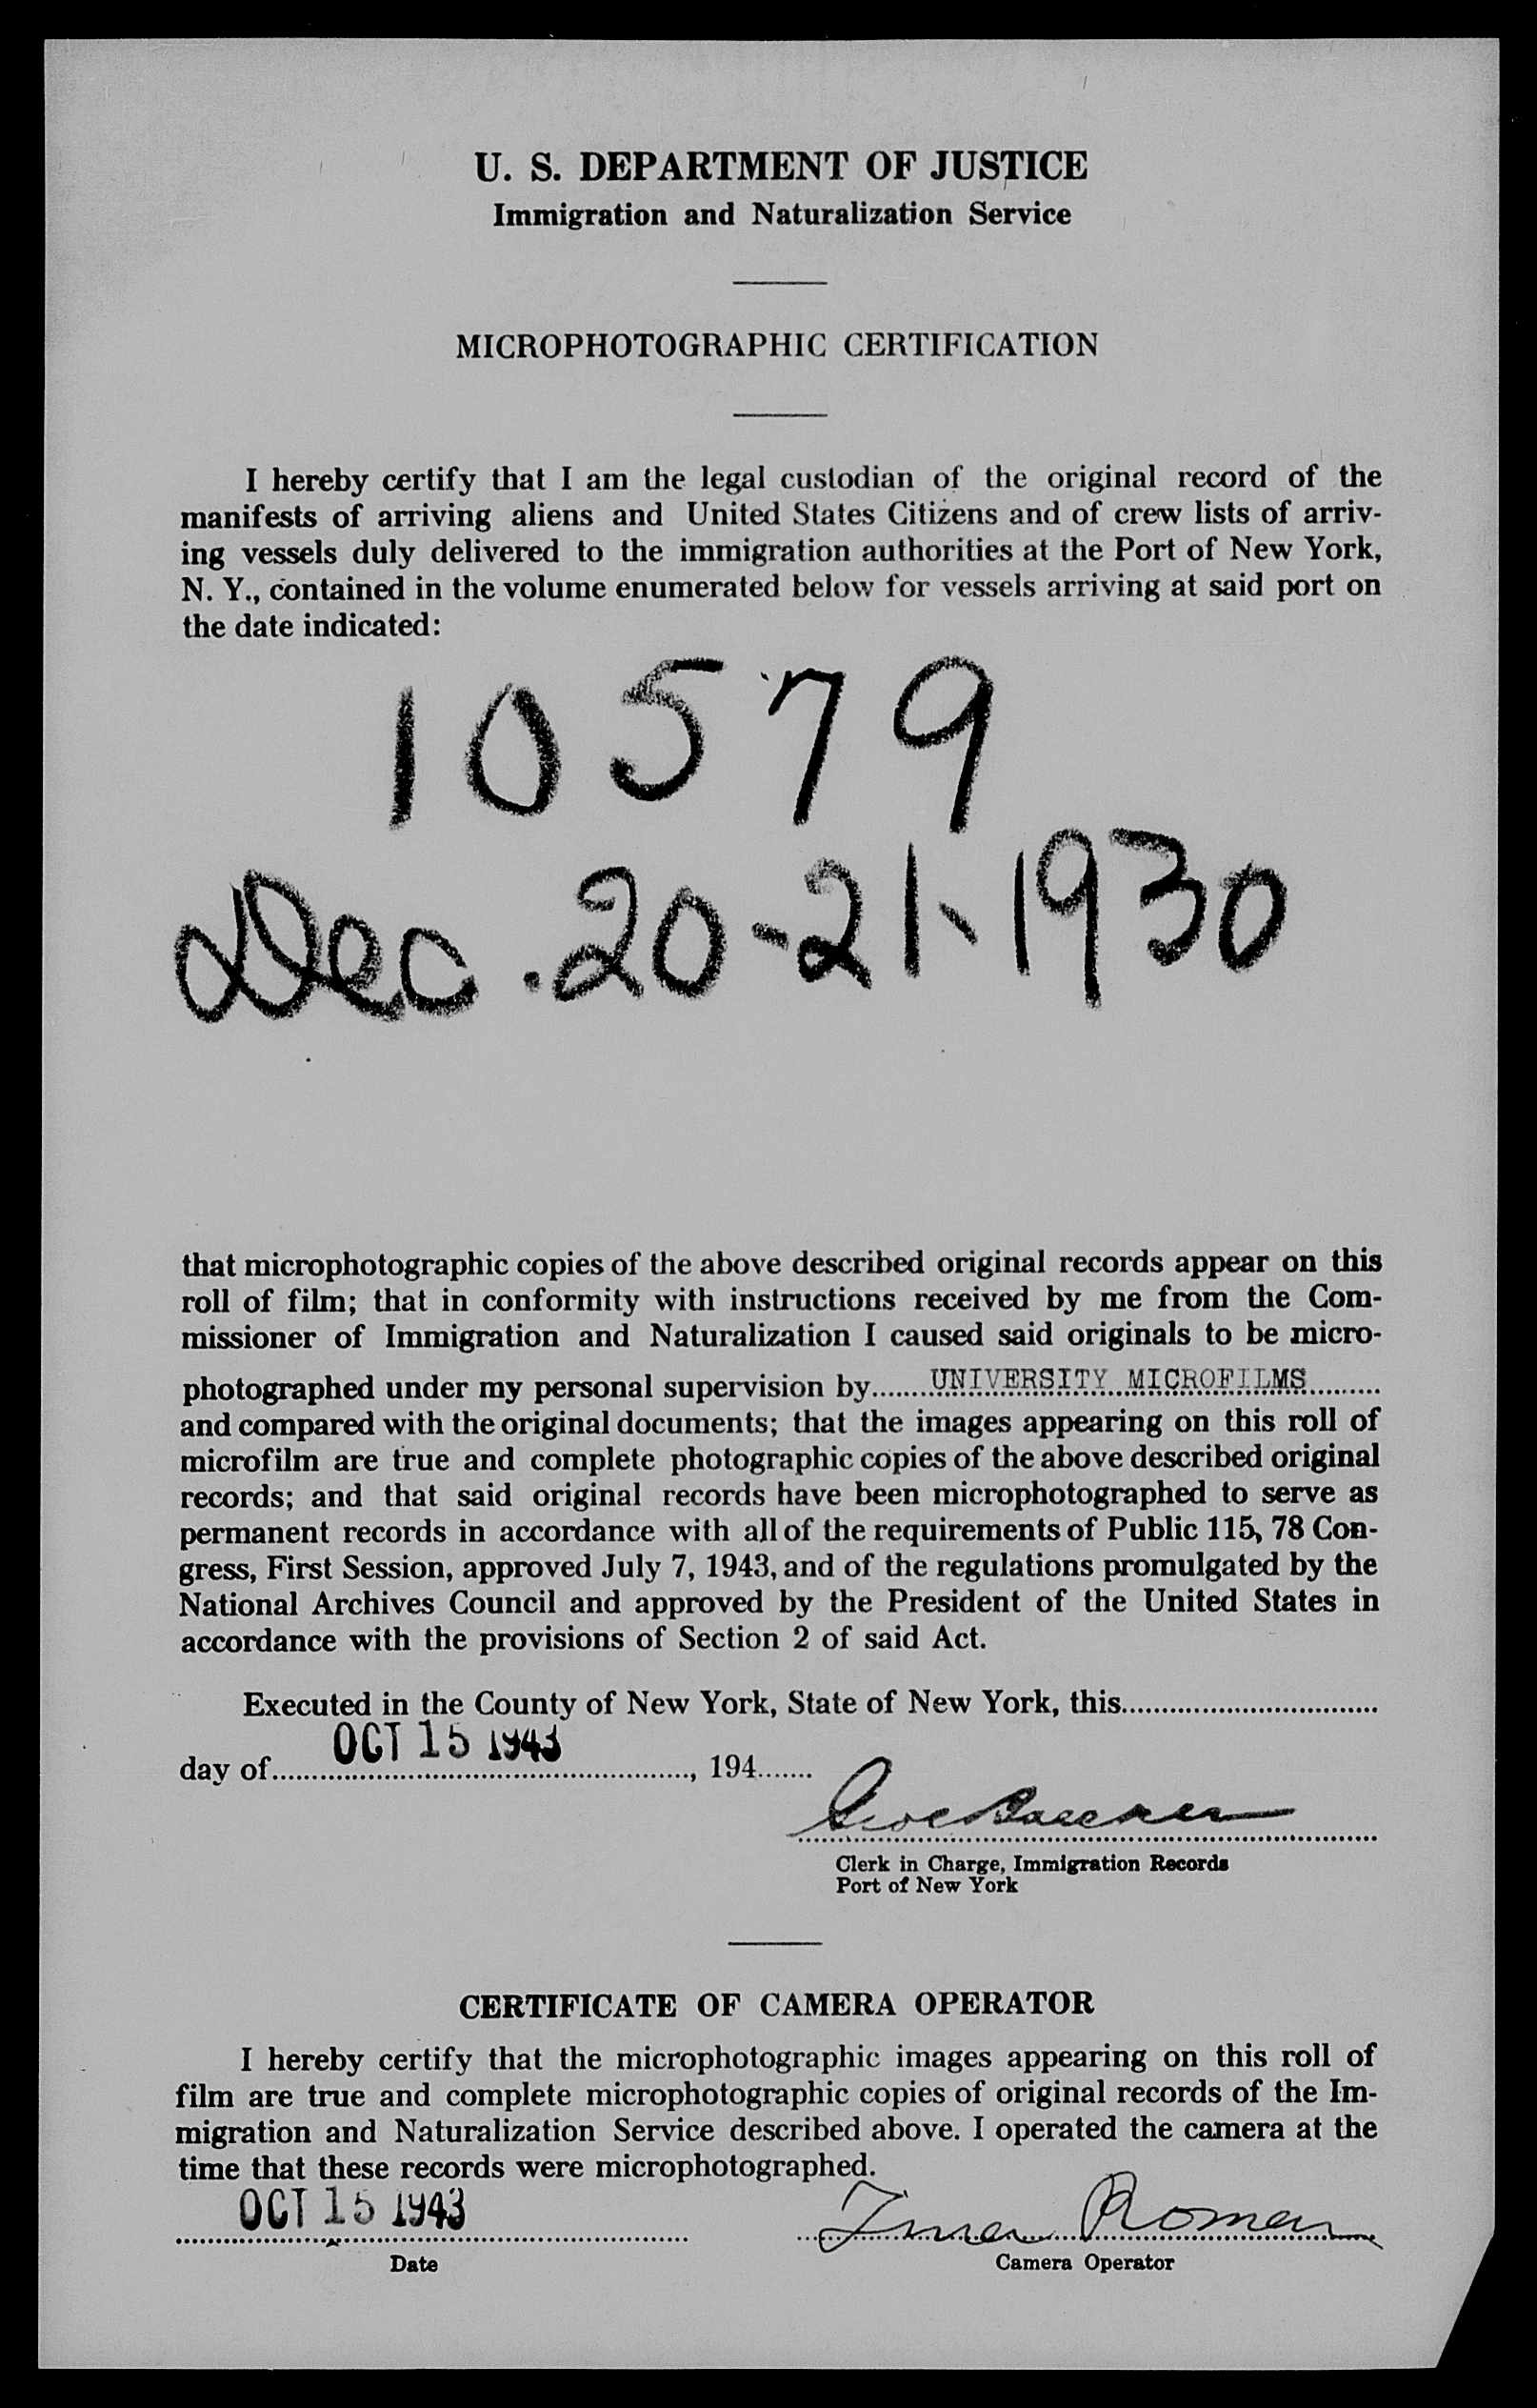 U. S. DEPARTMENT OF JUSTICE
Immigration and Naturalization Service
MICROPHOTOGRAPHIC CERTIFICATION
I hereby certify that I am the legal custodian of the original record of the
manifests of arriving aliens and United States Citizens and of crew lists of arriv-
ing vessels duly delivered to the immigration authorities at the Port of New York,
N. Y., contained in the volume enumerated below for vessels arriving at said port on
the date indicated:
10579
Dec. 20-21-1930
that microphotographic copies of the above described original records appear on this
roll of film; that in conformity with instructions received by me from the Com-
missioner of Immigration and Naturalization I caused said originals to be micro-
photographed under my personal supervision by UNIVERSITY MICROFILMS
and compared with the original documents; that the images appearing on this roll of
microfilm are true and complete photographic copies of the above described original
records; and that said original records have been microphotographed to serve as
permanent records in accordance with all of the requirements of Public 115, 78 Con-
gress, First Session, approved July 7, 1943, and of the regulations promulgated by the
National Archives Council and approved by the President of the United States in
accordance with the provisions of Section 2 of said Act.
Executed in the County of New York, State of New York, this
OCT 15 1943
day of , 194
Clerk in Charge, Immigration Records
Port of New York
CERTIFICATE OF CAMERA OPERATOR
I hereby certify that the microphotographic images appearing on this roll of
film are true and complete microphotographic copies of original records of the Im-
migration and Naturalization Service described above. I operated the camera at the
time that these records were microphotographed.
OCT 15 1943
Roman
Date
Camera Operator